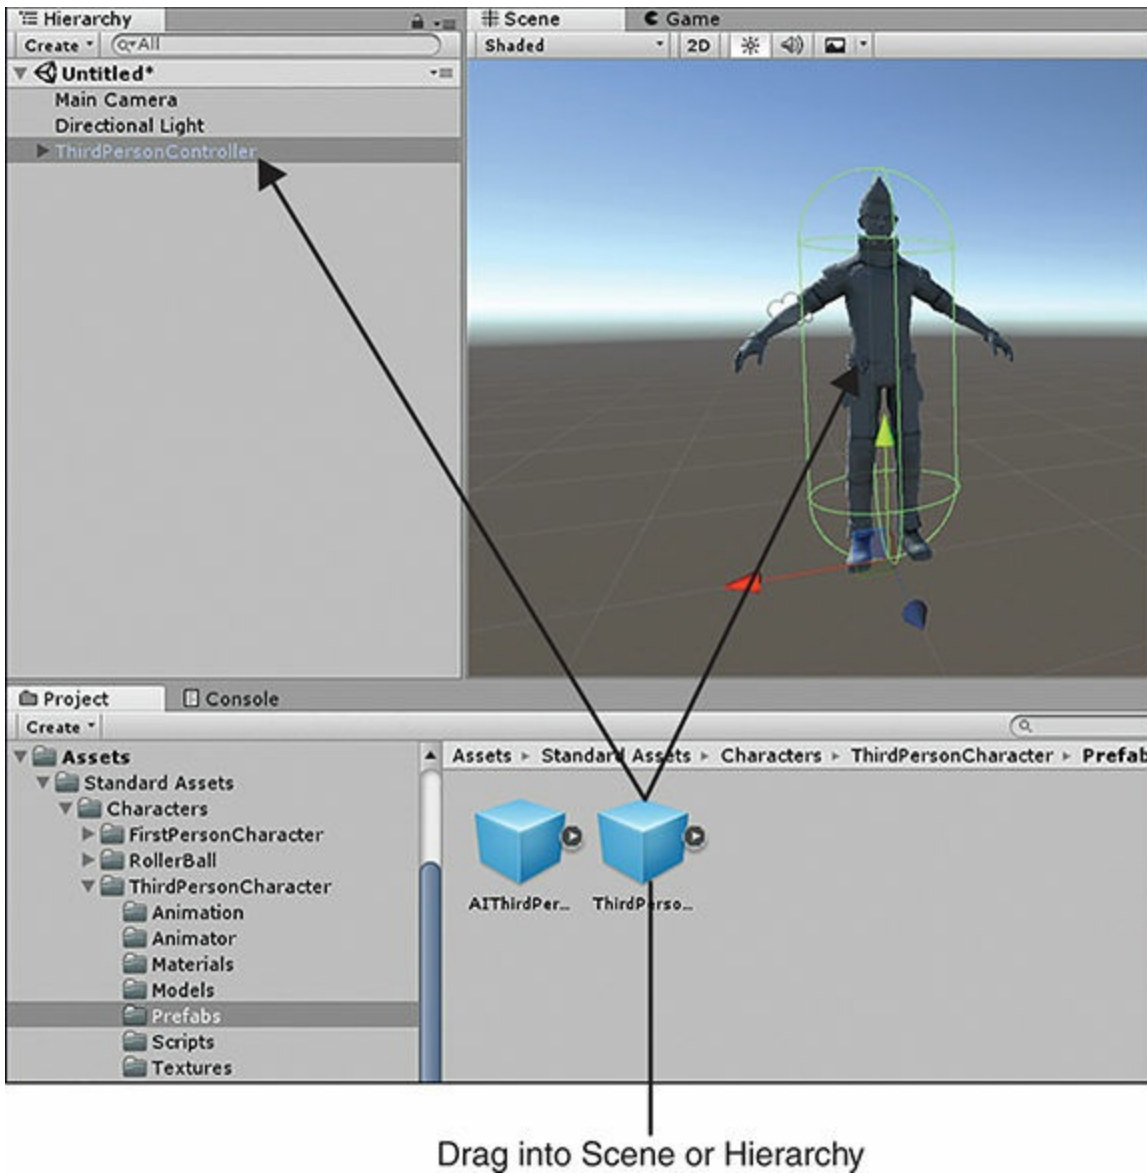 Hierarchy
Create
All
Untitled*
Main Camera
Directional Light
ThirdPersonController
Scene
Game
Shaded
2D
Project
Console
Create
Assets
Standard Assets
Characters
FirstPersonCharacter
RollerBall
ThirdPersonCharacter
Animation
Animator
Materials
Models
Prefabs
Scripts
Textures
Assets ▸ Standard Assets ▸ Characters ▸ ThirdPersonCharacter ▸ Prefab
AIThirdPer...
ThirdPerso...
Drag into Scene or Hierarchy